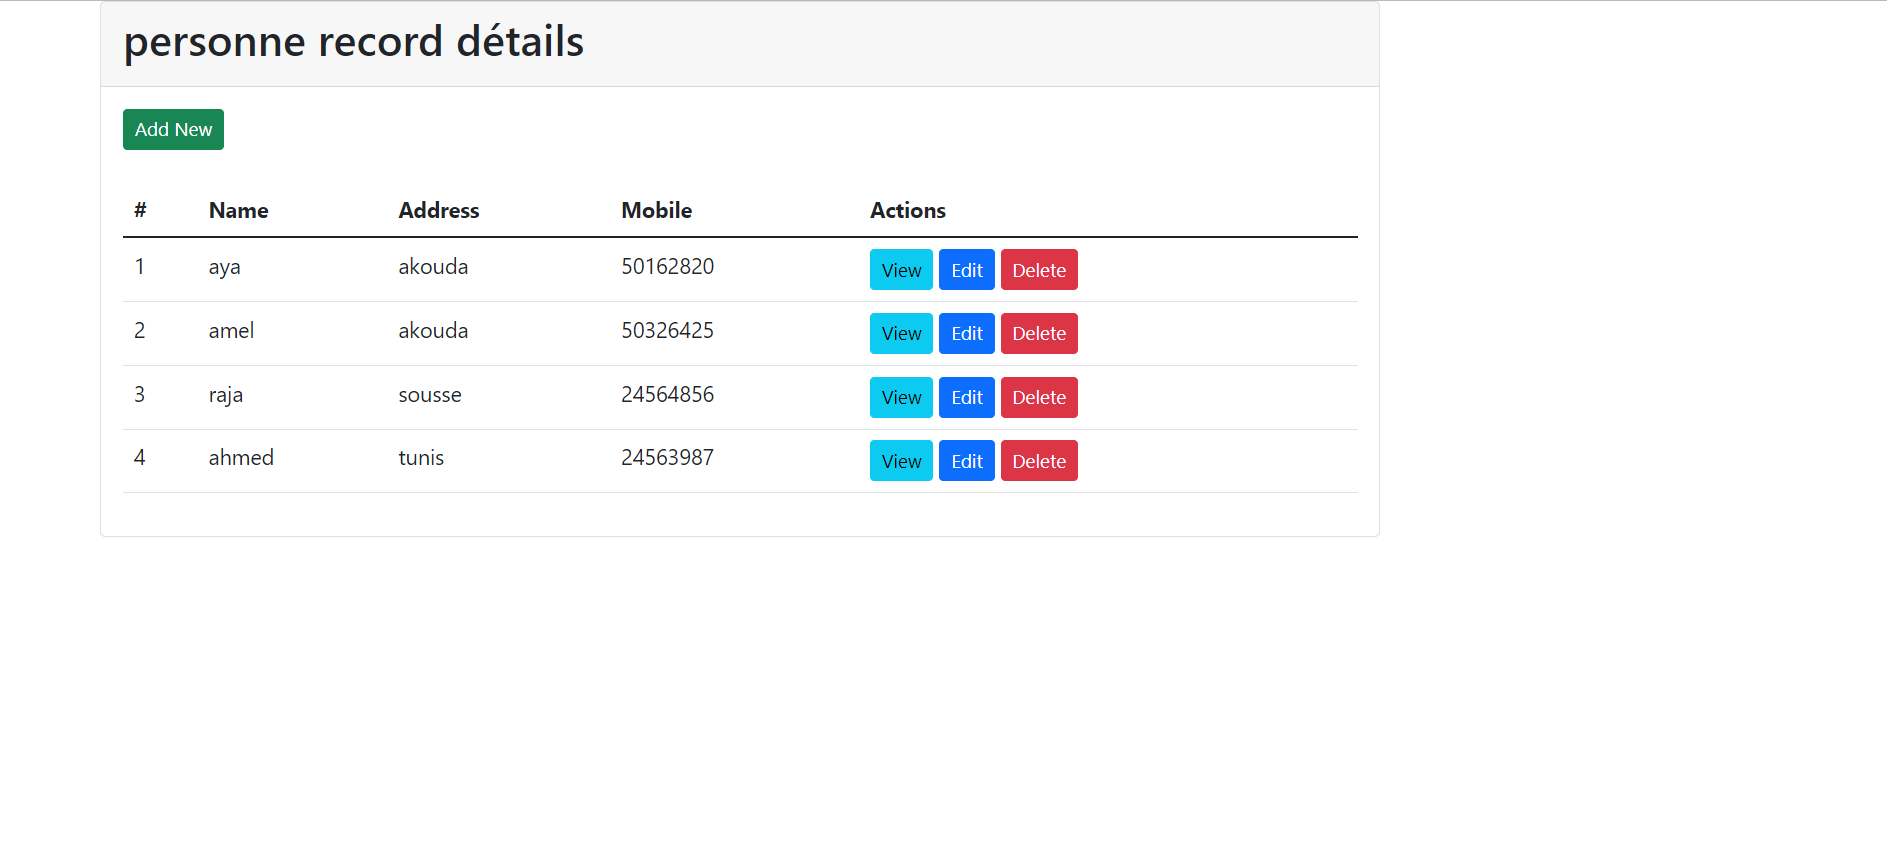 personne record détails
Add New
# Name Address Mobile Actions
1 aya akouda 50162820 View Edit Delete
2 amel akouda 50326425 View Edit Delete
3 raja sousse 24564856 View Edit Delete
4 ahmed tunis 24563987 View Edit Delete